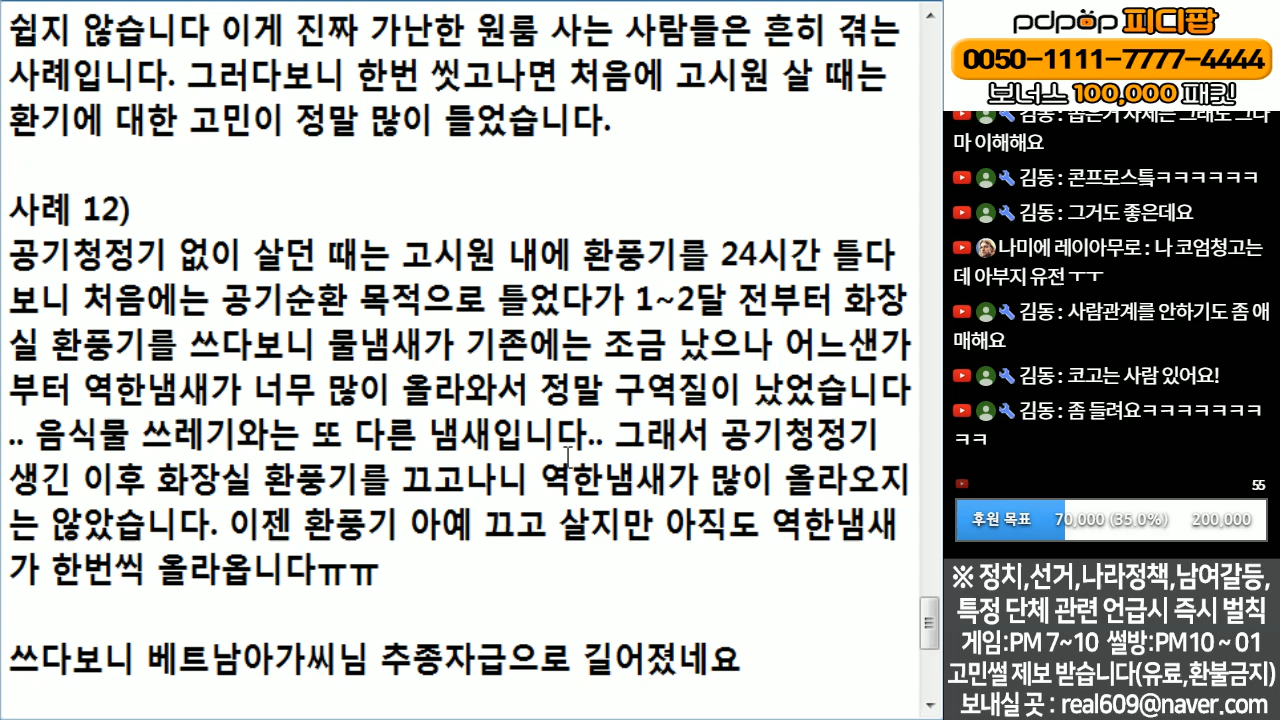 쉽지 않습니다 이게 진짜 가난한 원룸 사는 사람들은 흔히 겪는
사례입니다. 그러다보니 한번 씻고나면 처음에 고시원 살 때는
환기에 대한 고민이 정말 많이 들었습니다.
사례 12)
공기청정기 없이 살던 때는 고시원 내에 환풍기를 24시간 틀다
보니 처음에는 공기순환 목적으로 틀었다가 1~2달 전부터 화장
실 환풍기를 쓰다보니 물냄새가 기존에는 조금 났으나 어느샌가
부터 역한냄새가 너무 많이 올라와서 정말 구역질이 났었습니다
.. 음식물 쓰레기와는 또 다른 냄새입니다.. 그래서 공기청정기
생긴 이후 화장실 환풍기를 끄고나니 역한냄새가 많이 올라오지
는 않았습니다. 이젠 환풍기 아예 끄고 살지만 아직도 역한냄새
가 한번씩 올라옵니다ㅠㅠ
쓰다보니 베트남아가씨님 추종자급으로 길어졌네요
pdpop 피디팝
0050-1111-7777-4444
보너스 100,000 패킷
마 이해해요
김동 : 콘프로스틐ㅋㅋㅋㅋㅋㅋ
김동 : 그거도 좋은데요
나미에 레이아무로 : 나 코엄청고는
데 아부지 유전 ㅜㅜ
김동 : 사람관계를 안하기도 좀 애
매해요
김동 : 코고는 사람 있어요!
김동 : 좀 들려요ㅋㅋㅋㅋㅋㅋㅋ
ㅋㅋ
55
후원 목표 70,000 (35.0%) 200,000
※ 정치,선거,나라정책,남여갈등,
특정 단체 관련 언급시 즉시 벌칙
게임:PM 7~10 썰방:PM 10 ~ 01
고민썰 제보 받습니다(유료,환불금지)
보내실 곳 : real609@naver.com